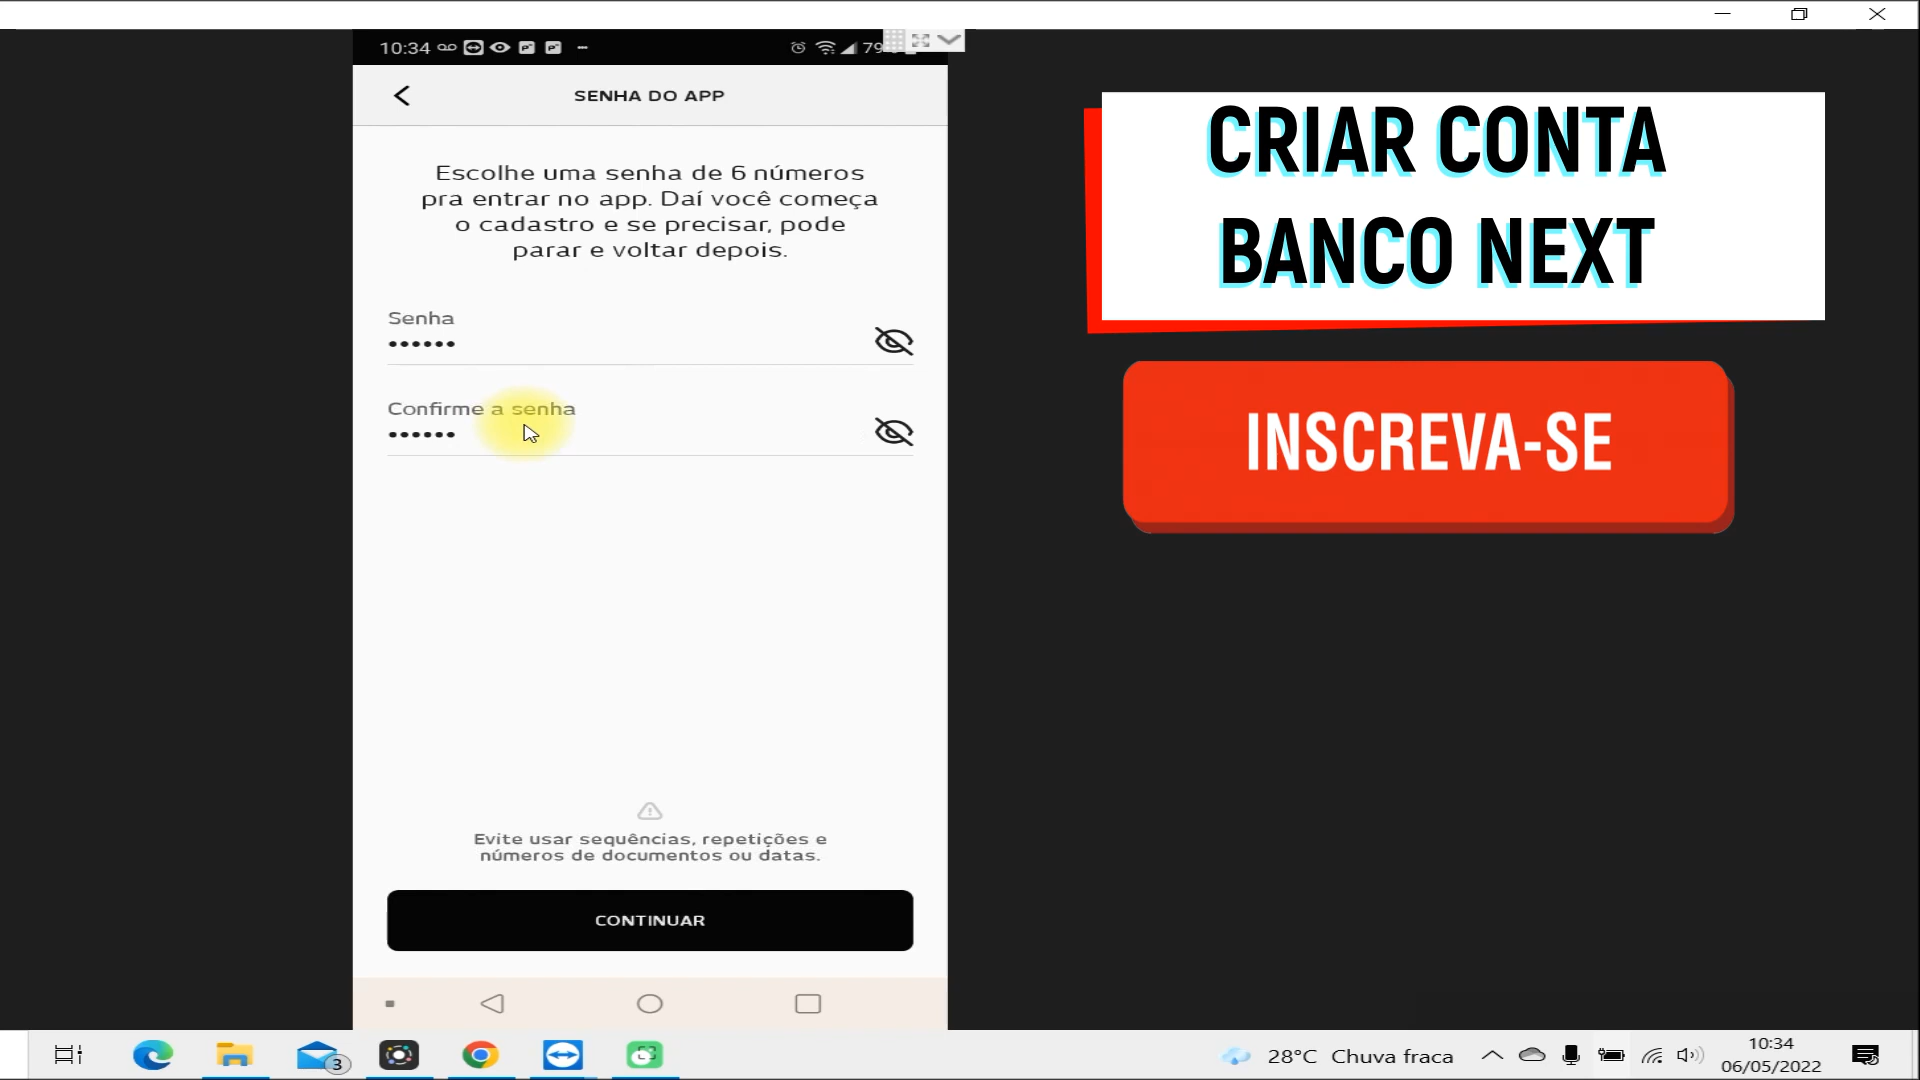 10:34
79
SENHA DO APP
Escolhe uma senha de 6 números
pra entrar no app. Daí você começa
o cadastro e se precisar, pode
parar e voltar depois.
Senha
••••••
Confirme a senha
••••••
Evite usar sequências, repetições e
números de documentos ou datas.
CONTINUAR
CRIAR CONTA
BANCO NEXT
INSCREVA-SE
3
28°C Chuva fraca
10:34
06/05/2022